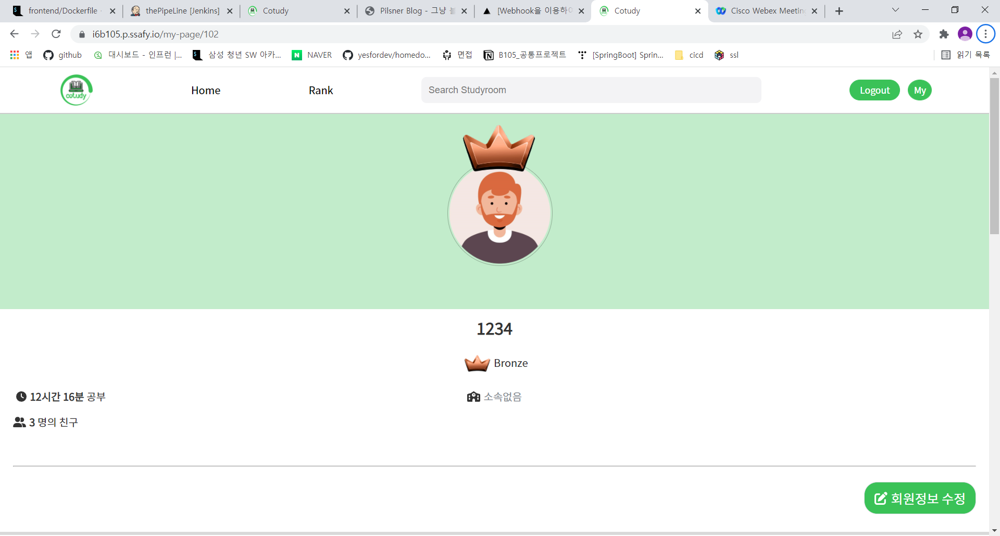 frontend/Dockerfile
thePipeLine [Jenkins]
Cotudy
Pilsner Blog - 그냥 블
[Webhook을 이용하여
Cotudy
Cisco Webex Meeting
i6b105.p.ssafy.io/my-page/102
앱
github
대시보드 - 인프런 |...
삼성 청년 SW 아카...
NAVER
yesfordev/homedo...
면접
B105_공통프로젝트
[SpringBoot] Sprin...
cicd
ssl
읽기 목록
cotudy
Home
Rank
Search Studyroom
Logout
My
1234
Bronze
12시간 16분 공부
소속없음
3 명의 친구
회원정보 수정